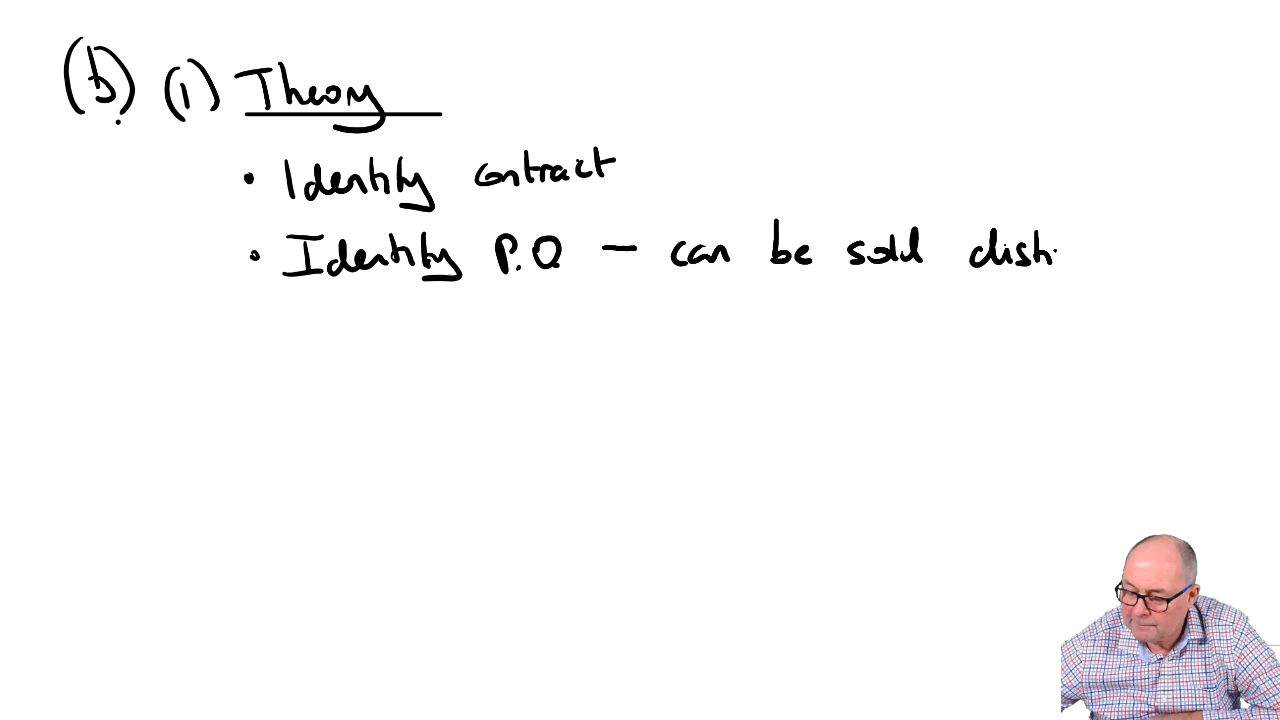 (b). (i) Theory
• Identify contract
• Identify P.O — can be sold disti